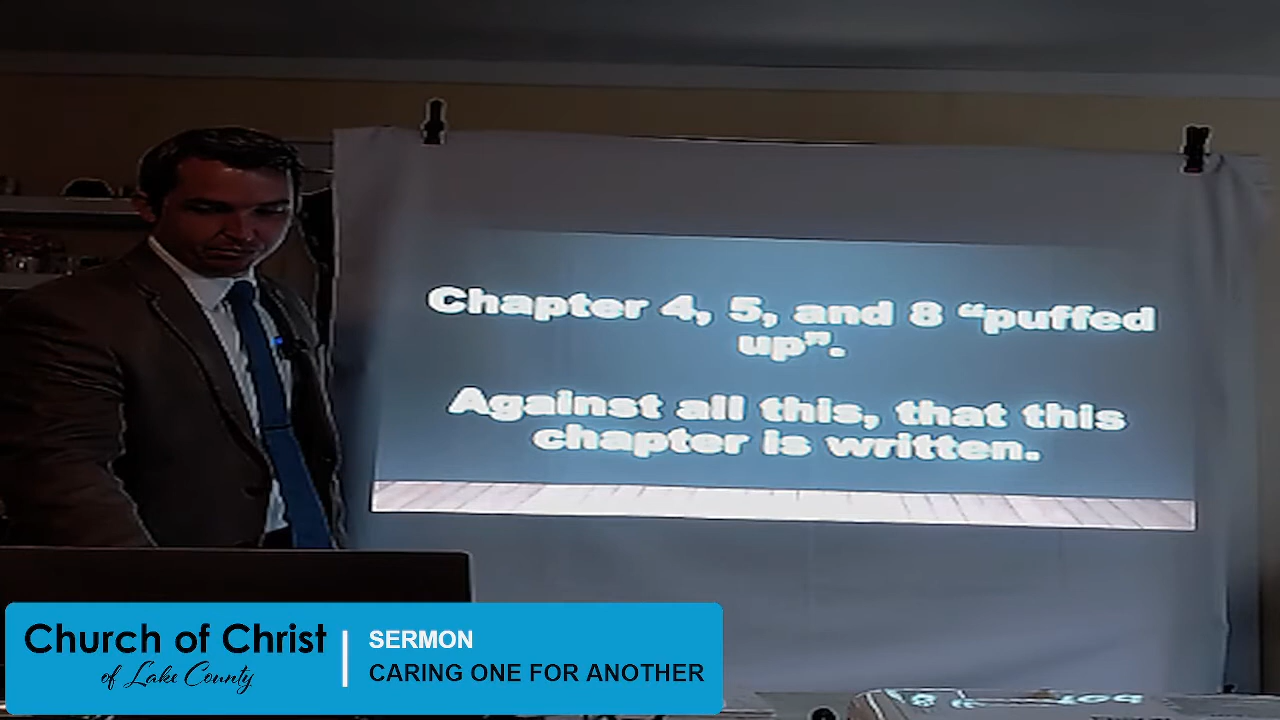 Chapter 4, 5, and 8 “puffed
up”.
Against all this, that this
chapter is written.
Church of Christ
of Lake County
SERMON
CARING ONE FOR ANOTHER